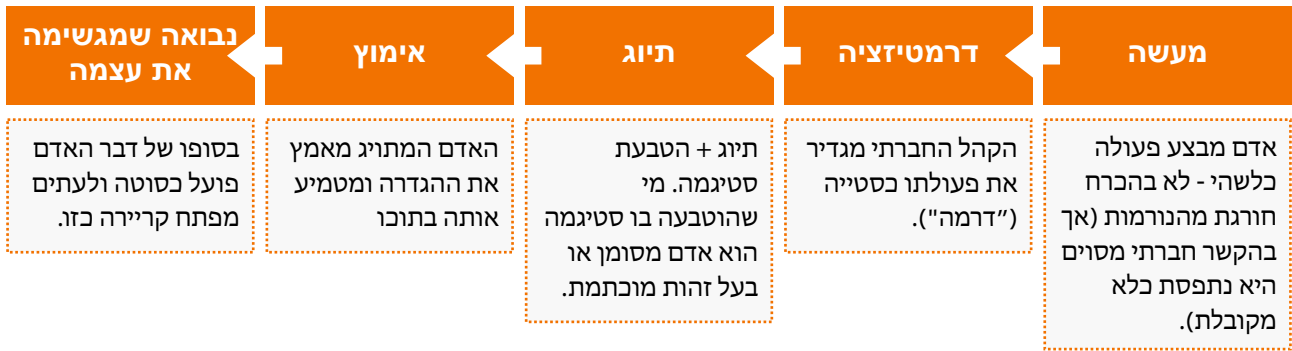 מעשה
אדם מבצע פעולה
כלשהי - לא בהכרח
חורגת מהנורמות (אך
בהקשר חברתי מסוים
היא נתפסת כלא
מקובלת).
דרמטיזציה
הקהל החברתי מגדיר
את פעולתו כסטייה
("דרמה").
תיוג
תיוג + הטבעת
סטיגמה. מי
שהוטבעה בו סטיגמה
הוא אדם מסומן או
בעל זהות מוכתמת.
אימוץ
האדם המתויג מאמץ
את ההגדרה ומטמיע
אותה בתוכו
נבואה שמגשימה
את עצמה
בסופו של דבר האדם
פועל כסוטה ולעתים
מפתח קריירה כזו.